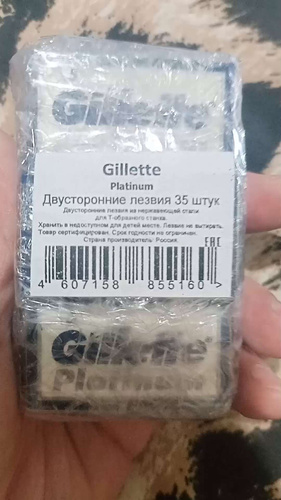 Gillette
Gillette
Platinum
Двусторонние лезвия 35 штук
Двусторонние лезвия из нержавеющей стали
для Т-образного станка.
Хранить в недоступном для детей месте. Лезвие не вытирать.
Товар сертифицирован. Срок годности не ограничен.
Страна производитель: Россия.
EAC
4 607158 855160 >
Gillette®
Platinum